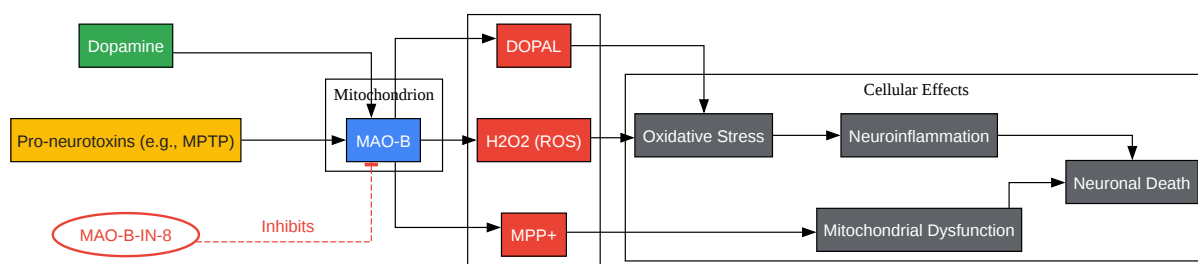 Dopamine
DOPAL
Mitochondrion
Cellular Effects
Pro-neurotoxins (e.g., MPTP)
MAO-B
H2O2 (ROS)
Oxidative Stress
Neuroinflammation
Neuronal Death
MAO-B-IN-8
Inhibits
MPP+
Mitochondrial Dysfunction